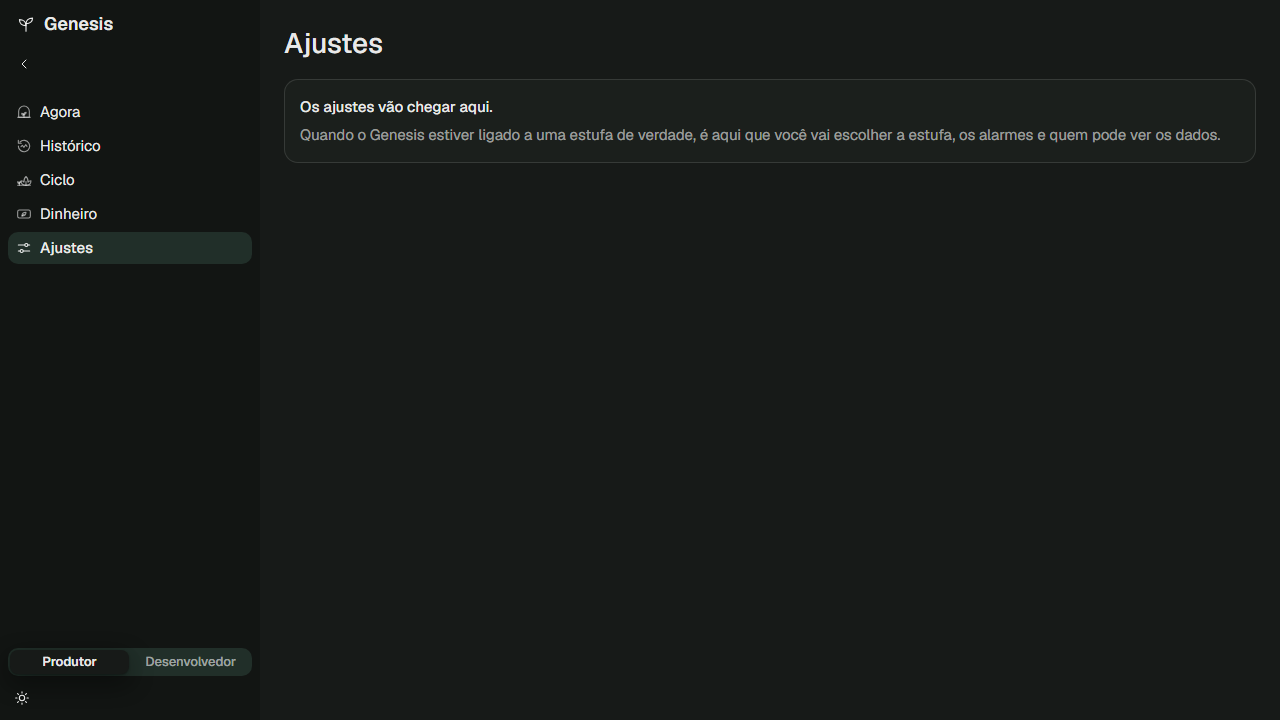 Genesis
Agora
Histórico
Ciclo
Dinheiro
Ajustes
Produtor
Desenvolvedor
Ajustes
Os ajustes vão chegar aqui.
Quando o Genesis estiver ligado a uma estufa de verdade, é aqui que você vai escolher a estufa, os alarmes e quem pode ver os dados.